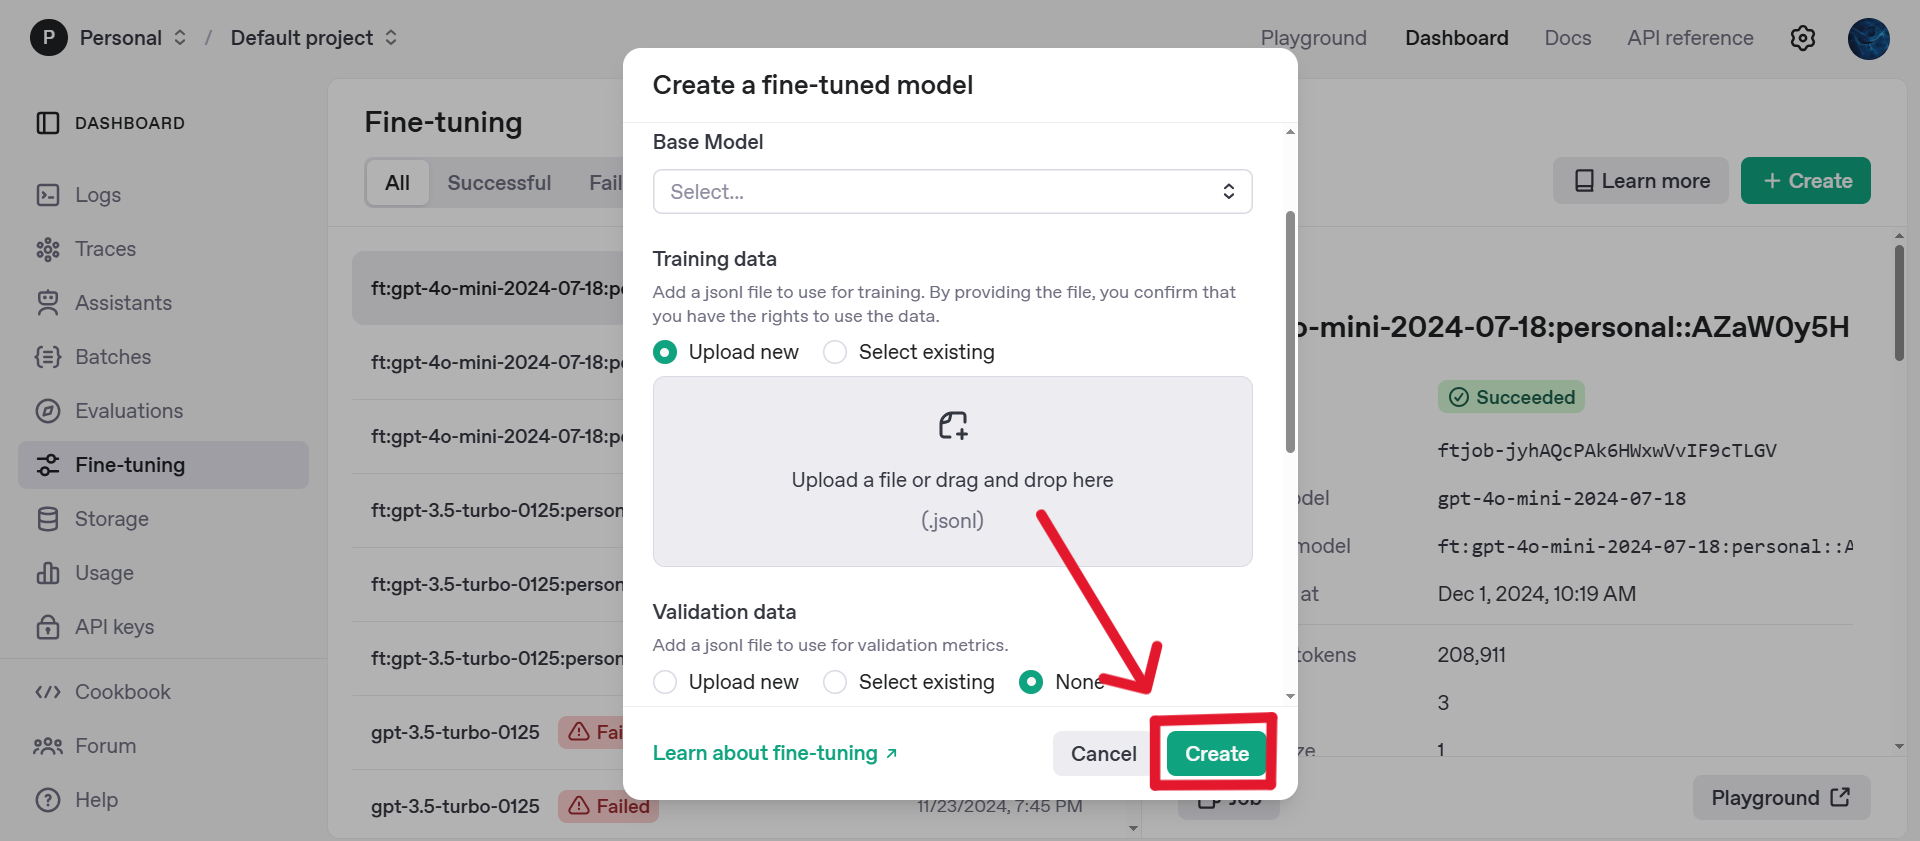 P Personal / Default project
Playground Dashboard Docs API reference
DASHBOARD
Logs
Traces
Assistants
Batches
Evaluations
Fine-tuning
Storage
Usage
API keys
Cookbook
Forum
Help
Fine-tuning
All Successful Fail
Learn more + Create
ft:gpt-4o-mini-2024-07-18:pe
ft:gpt-4o-mini-2024-07-18:pe
ft:gpt-4o-mini-2024-07-18:pe
ft:gpt-3.5-turbo-0125:person
ft:gpt-3.5-turbo-0125:person
ft:gpt-3.5-turbo-0125:person
gpt-3.5-turbo-0125 Fai
gpt-3.5-turbo-0125 Failed 11/23/2024, 7:45 PM
Create a fine-tuned model
Base Model
Select...
Training data
Add a jsonl file to use for training. By providing the file, you confirm that
you have the rights to use the data.
Upload new Select existing
Upload a file or drag and drop here
(.jsonl)
Validation data
Add a jsonl file to use for validation metrics.
Upload new Select existing None
Learn about fine-tuning ↗
Cancel Create
o-mini-2024-07-18:personal::AZaW0y5H
Succeeded
ftjob-jyhAQcPAk6HWxwVvIF9cTLGV
odel gpt-4o-mini-2024-07-18
model ft:gpt-4o-mini-2024-07-18:personal::A
at Dec 1, 2024, 10:19 AM
tokens 208,911
3
ze 1
Job
Playground